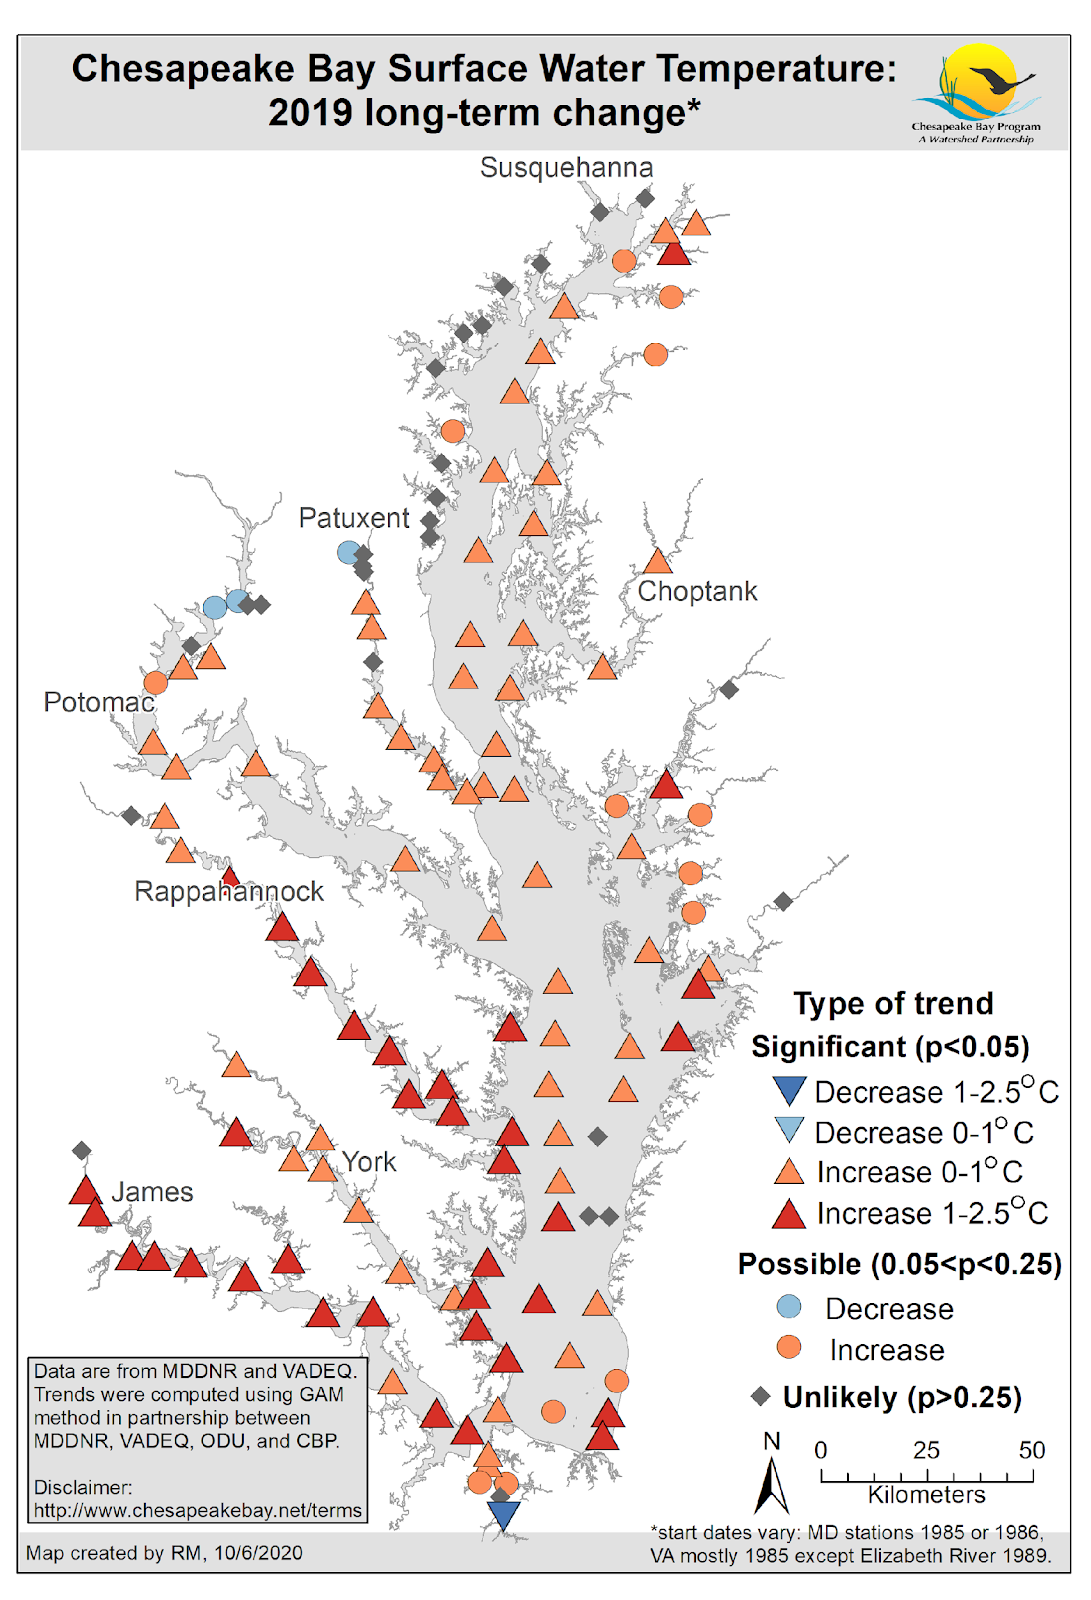 Chesapeake Bay Surface Water Temperature:
2019 long-term change*
Chesapeake Bay Program
A Watershed Partnership
Susquehanna
Patuxent
Choptank
Potomac
Rappahannock
York
James
Type of trend
Significant (p<0.05)
Decrease 1-2.5°C
Decrease 0-1°C
Increase 0-1°C
Increase 1-2.5°C
Possible (0.05<p<0.25)
Decrease
Increase
Unlikely (p>0.25)
N
0 25 50
Kilometers
Data are from MDDNR and VADEQ.
Trends were computed using GAM
method in partnership between
MDDNR, VADEQ, ODU, and CBP.
Disclaimer:
http://www.chesapeakebay.net/terms
*start dates vary: MD stations 1985 or 1986,
VA mostly 1985 except Elizabeth River 1989.
Map created by RM, 10/6/2020